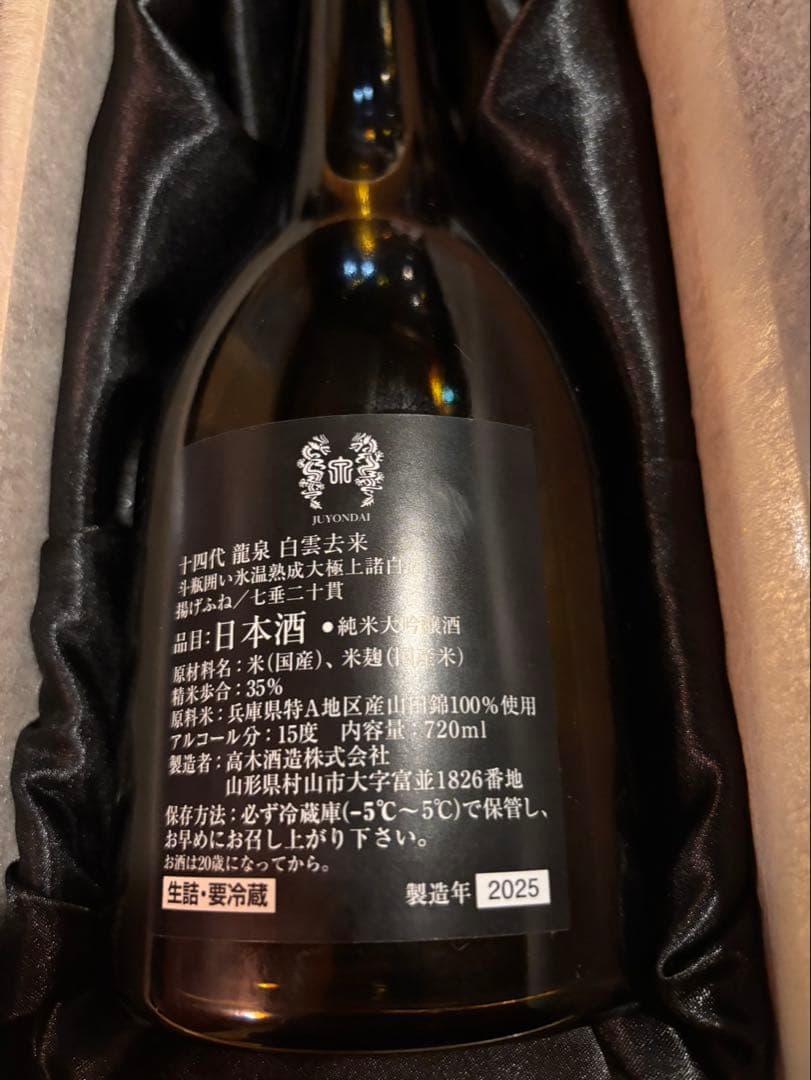 JUYONDAI
十四代 龍泉 白雲去来
斗瓶囲い氷温熟成大極上諸白
揚げふね/七垂二十貫
品目:日本酒 ●純米大吟醸酒
原材料名:米(国産)、米麹(国産米)
精米歩合:35%
原料米:兵庫県特A地区産山田錦100%使用
アルコール分:15度 内容量:720ml
製造者:高木酒造株式会社
山形県村山市大字富並1826番地
保存方法:必ず冷蔵庫(-5℃~5℃)で保管し、
お早めにお召し上がり下さい。
お酒は20歳になってから。
生詰・要冷蔵 製造年 2025